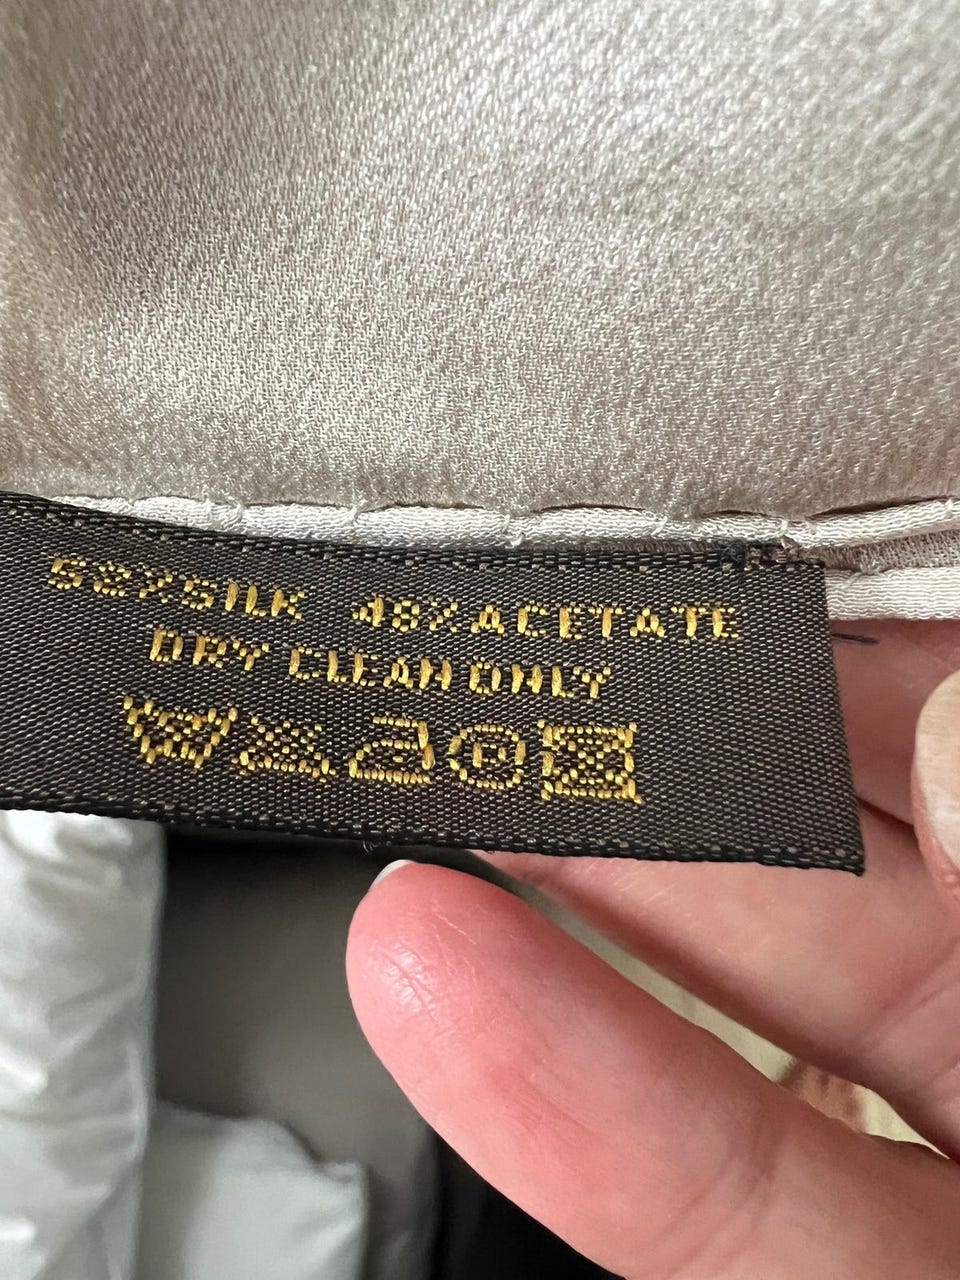 52%SILK 48%ACETATE
DRY CLEAN ONLY
P